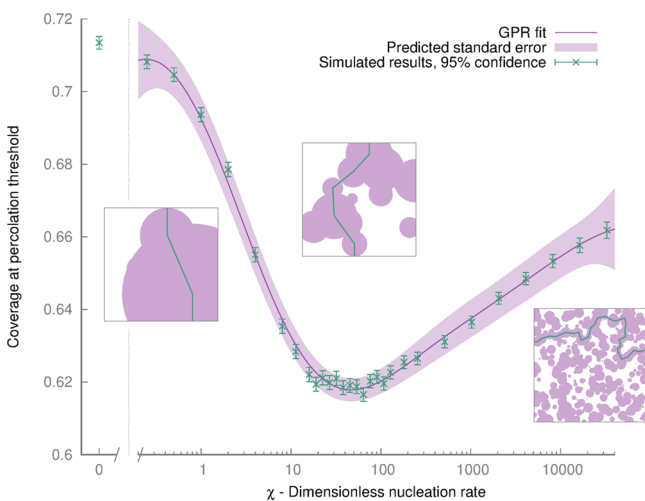 0.72
0.7
0.68
0.66
0.64
0.62
0.6
Coverage at percolation threshold
GPR fit
Predicted standard error
Simulated results, 95% confidence
0
1
10
100
1000
10000
χ - Dimensionless nucleation rate